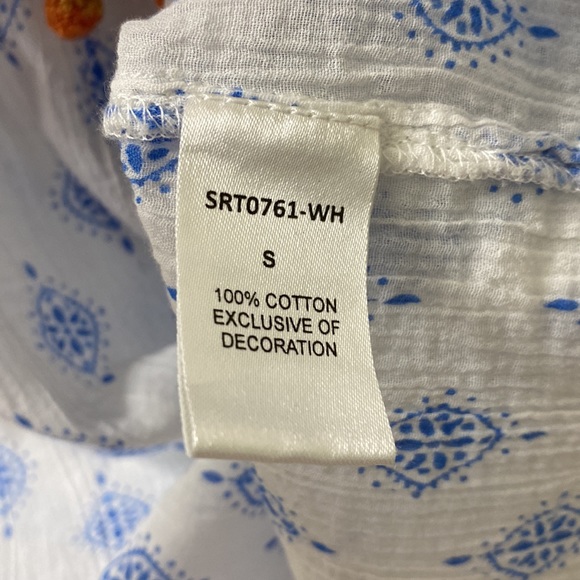 SRT0761-WH
S
100% COTTON
EXCLUSIVE OF
DECORATION